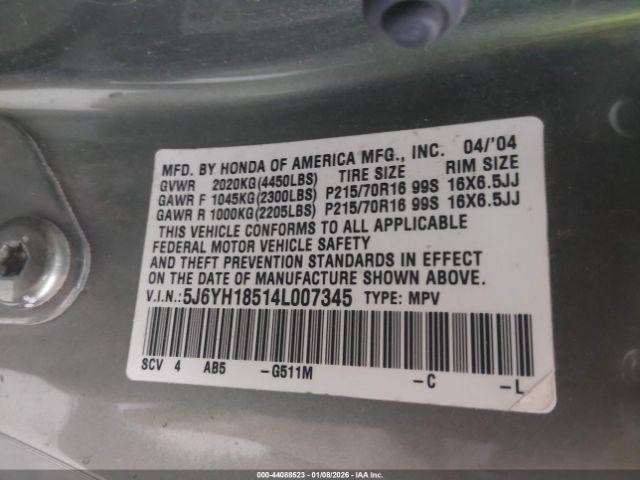 MFD. BY HONDA OF AMERICA MFG., INC. 04/'04
GVWR 2020KG(4450LBS) TIRE SIZE RIM SIZE
GAWR F 1045KG(2300LBS) P215/70R16 99S 16X6.5JJ
GAWR R 1000KG(2205LBS) P215/70R16 99S 16X6.5JJ
THIS VEHICLE CONFORMS TO ALL APPLICABLE
FEDERAL MOTOR VEHICLE SAFETY
AND THEFT PREVENTION STANDARDS IN EFFECT
ON THE DATE OF MANUFACTURE SHOWN ABOVE.
V.I.N.: 5J6YH18514L007345 TYPE: MPV
SCV 4 AB5 -G511M -C -L
000-44088523 | 01/08/2026 - IAAI.com